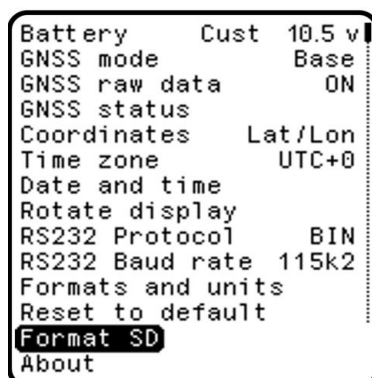 Battery Cust 10.5 v
GNSS mode Base
GNSS raw data ON
GNSS status
Coordinates Lat/Lon
Time zone UTC+0
Date and time
Rotate display
RS232 Protocol BIN
RS232 Baud rate 115k2
Formats and units
Reset to default
Format SD
About